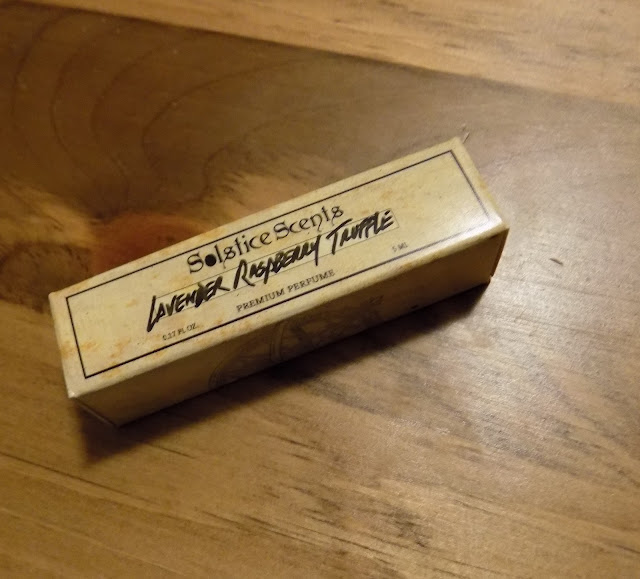 Solstice Scents
LAVENDER RASPBERRY TRUFFLE
PREMIUM PERFUME
0.17 FL OZ. 5 ML